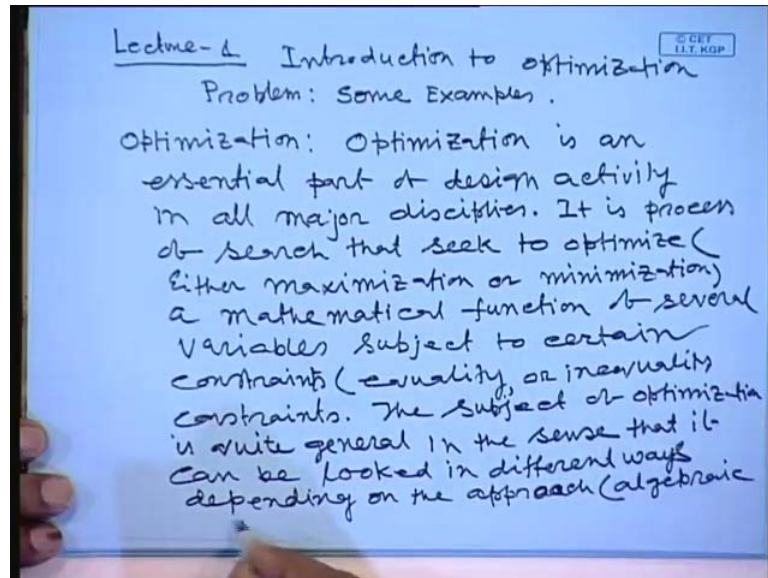 Lecture-1 Introduction to optimization
© CET
I.I.T. KGP
Problem: Some Examples.
Optimization: Optimization is an
essential part of design activity
in all major disciplies. It is process
of search that seek to optimize (
Either maximization or minimization)
a mathematical function of several
variables subject to certain
constraints (equality, or inequality
constraints. The subject of optimization
is quite general in the sense that it
can be looked in different ways
depending on the approach (algebraic